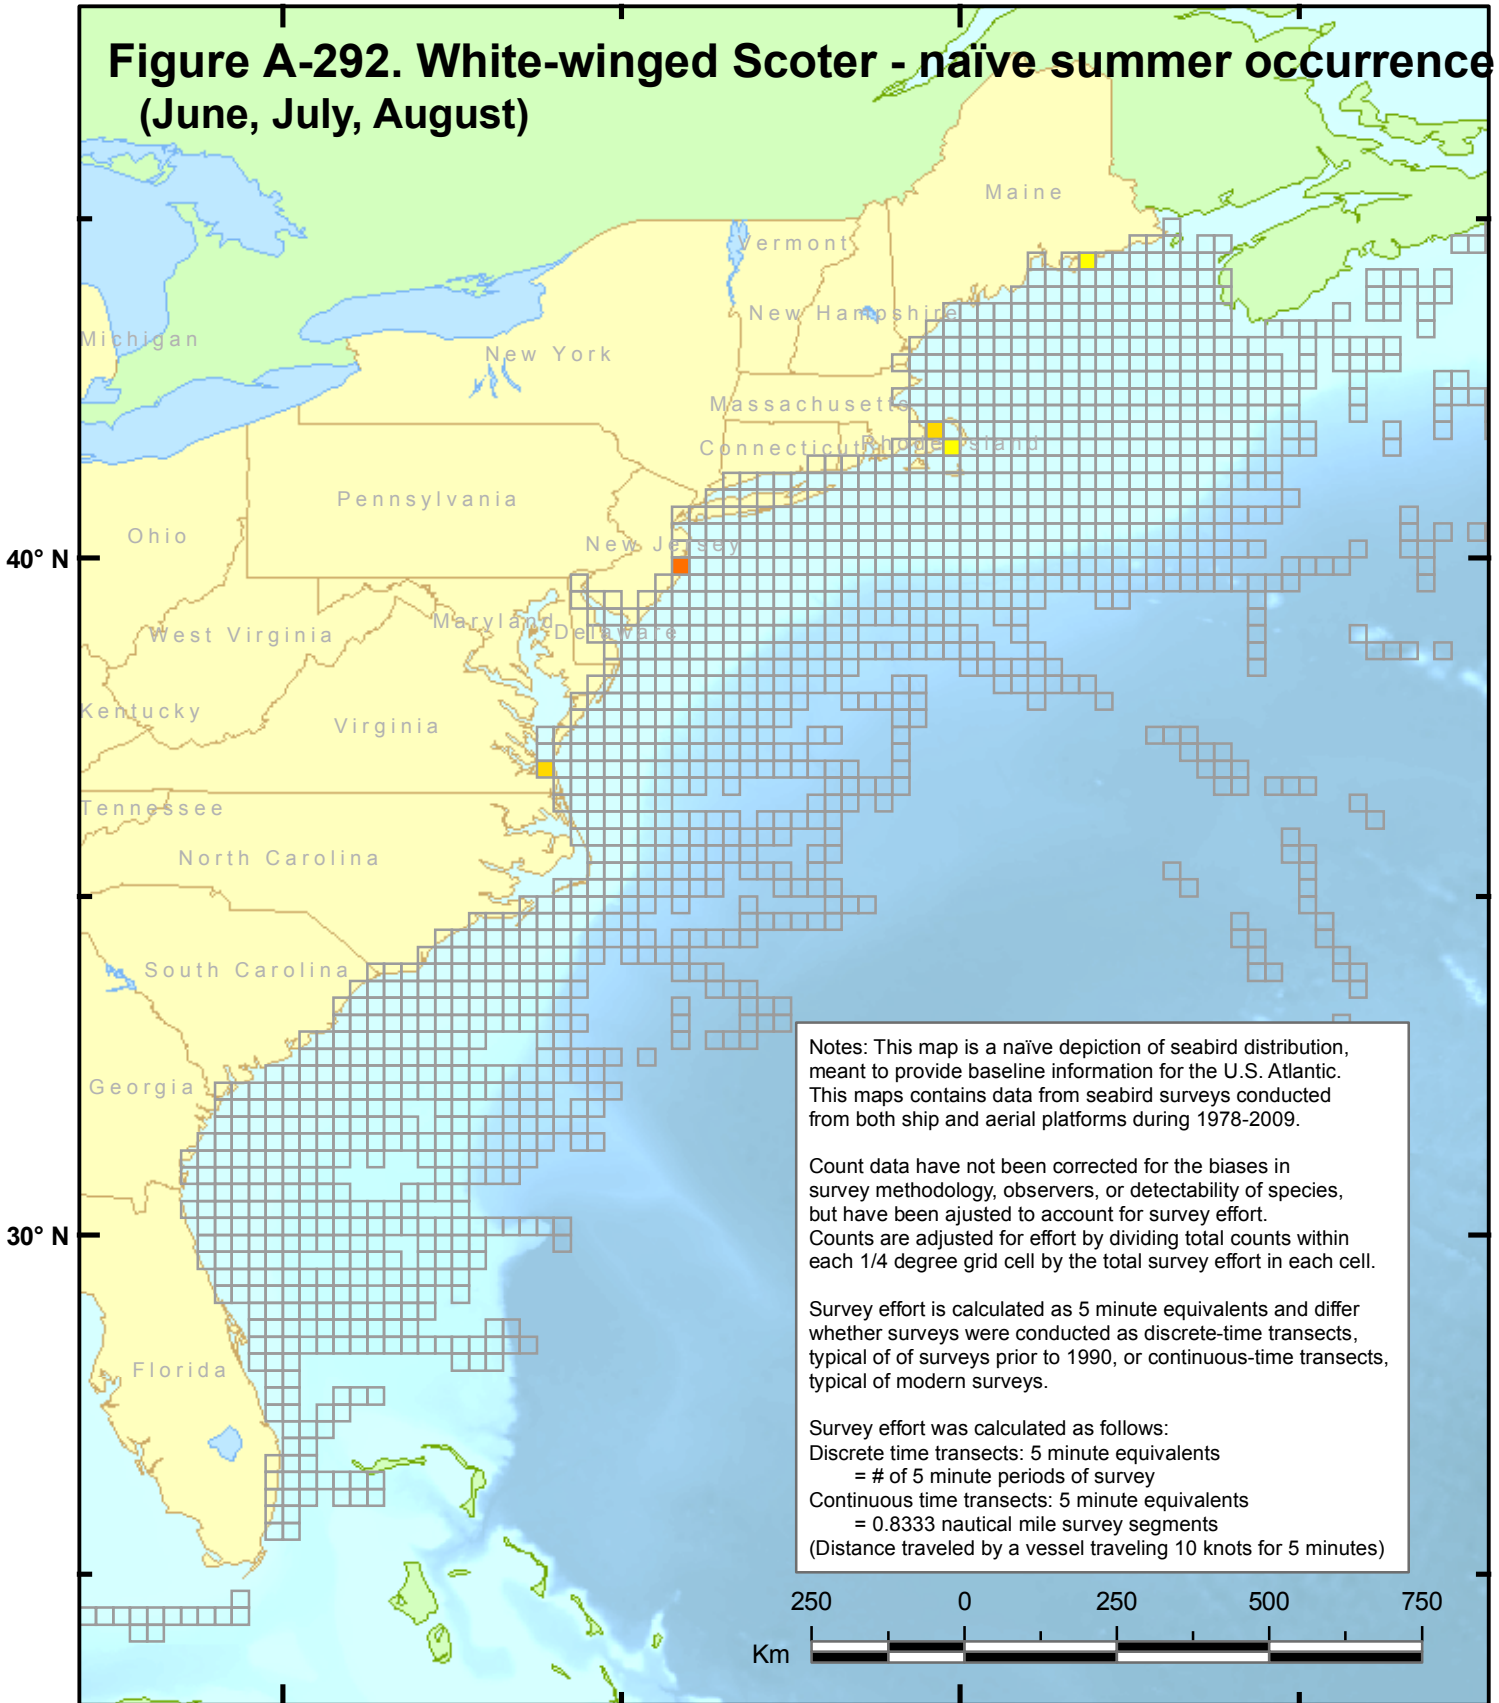 Figure A-292. White-winged Scoter - naïve summer occurrence
(June, July, August)
Maine
Vermont
New Hampshire
Michigan
New York
Massachusetts
Connecticut
Rhode Island
Pennsylvania
Ohio
New Jersey
40° N
West Virginia
Maryland
Delaware
Kentucky
Virginia
Tennessee
North Carolina
South Carolina
Georgia
30° N
Florida
Notes: This map is a naïve depiction of seabird distribution,
meant to provide baseline information for the U.S. Atlantic.
This maps contains data from seabird surveys conducted
from both ship and aerial platforms during 1978-2009.
Count data have not been corrected for the biases in
survey methodology, observers, or detectability of species,
but have been ajusted to account for survey effort.
Counts are adjusted for effort by dividing total counts within
each 1/4 degree grid cell by the total survey effort in each cell.
Survey effort is calculated as 5 minute equivalents and differ
whether surveys were conducted as discrete-time transects,
typical of of surveys prior to 1990, or continuous-time transects,
typical of modern surveys.
Survey effort was calculated as follows:
Discrete time transects: 5 minute equivalents
= # of 5 minute periods of survey
Continuous time transects: 5 minute equivalents
= 0.8333 nautical mile survey segments
(Distance traveled by a vessel traveling 10 knots for 5 minutes)
250 0 250 500 750
Km